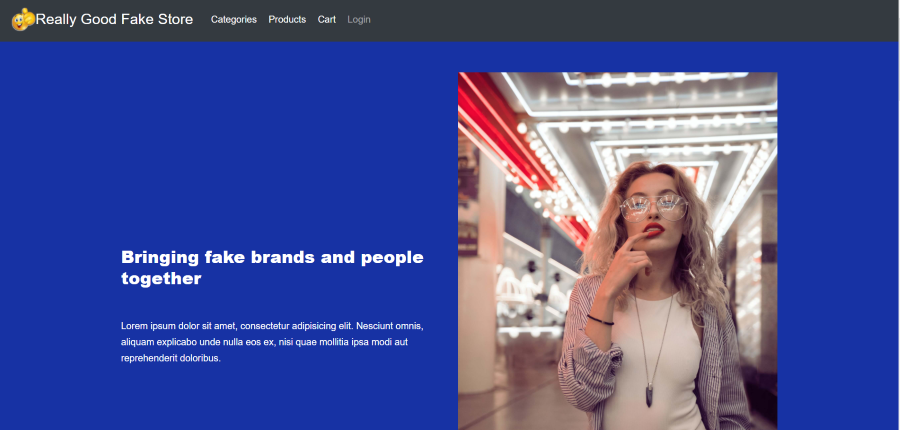 Really Good Fake Store Categories Products Cart Login
Bringing fake brands and people
together
Lorem ipsum dolor sit amet, consectetur adipisicing elit. Nesciunt omnis,
aliquam explicabo unde nulla eos ex, nisi quae mollitia ipsa modi aut
reprehenderit doloribus.